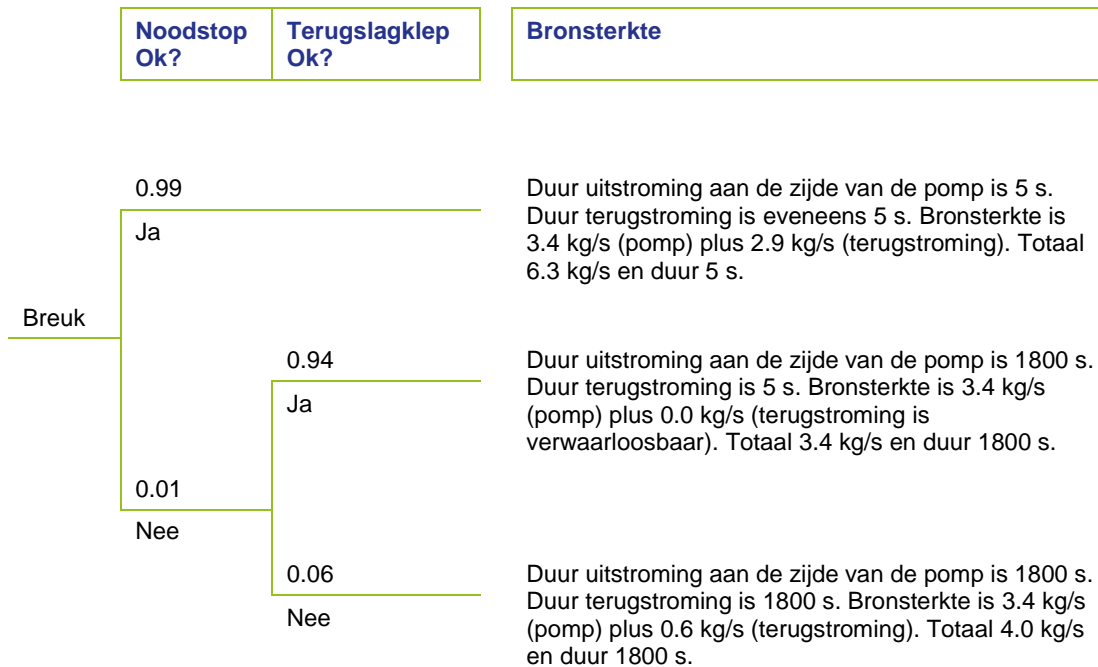 Noodstop
Ok?
Terugslagklep
Ok?
Bronsterkte
0.99
Ja
Duur uitstroming aan de zijde van de pomp is 5 s.
Duur terugstroming is eveneens 5 s. Bronsterkte is
3.4 kg/s (pomp) plus 2.9 kg/s (terugstroming). Totaal
6.3 kg/s en duur 5 s.
Breuk
0.94
Ja
Duur uitstroming aan de zijde van de pomp is 1800 s.
Duur terugstroming is 5 s. Bronsterkte is 3.4 kg/s
(pomp) plus 0.0 kg/s (terugstroming is
verwaarloosbaar). Totaal 3.4 kg/s en duur 1800 s.
0.01
Nee
0.06
Nee
Duur uitstroming aan de zijde van de pomp is 1800 s.
Duur terugstroming is 1800 s. Bronsterkte is 3.4 kg/s
(pomp) plus 0.6 kg/s (terugstroming). Totaal 4.0 kg/s
en duur 1800 s.